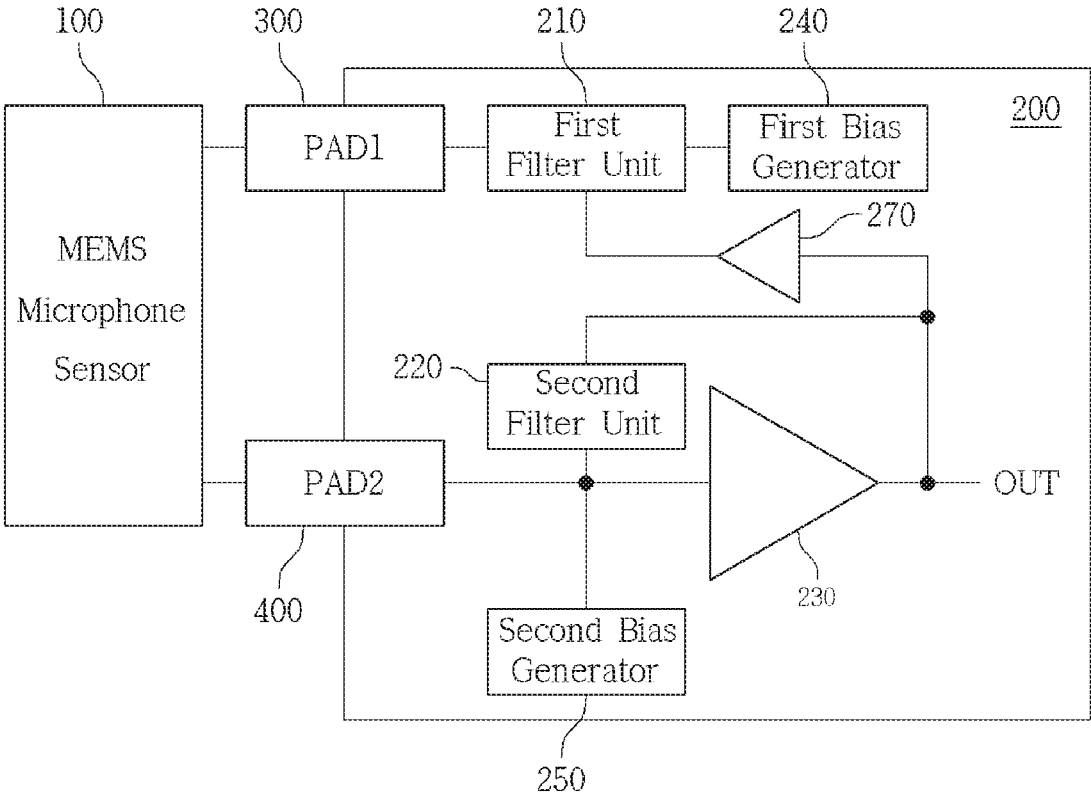 100
300
210
240
200
PAD1
First
Filter Unit
First Bias
Generator
270
MEMS
Microphone
Sensor
220
Second
Filter Unit
PAD2
OUT
400
230
Second Bias
Generator
250